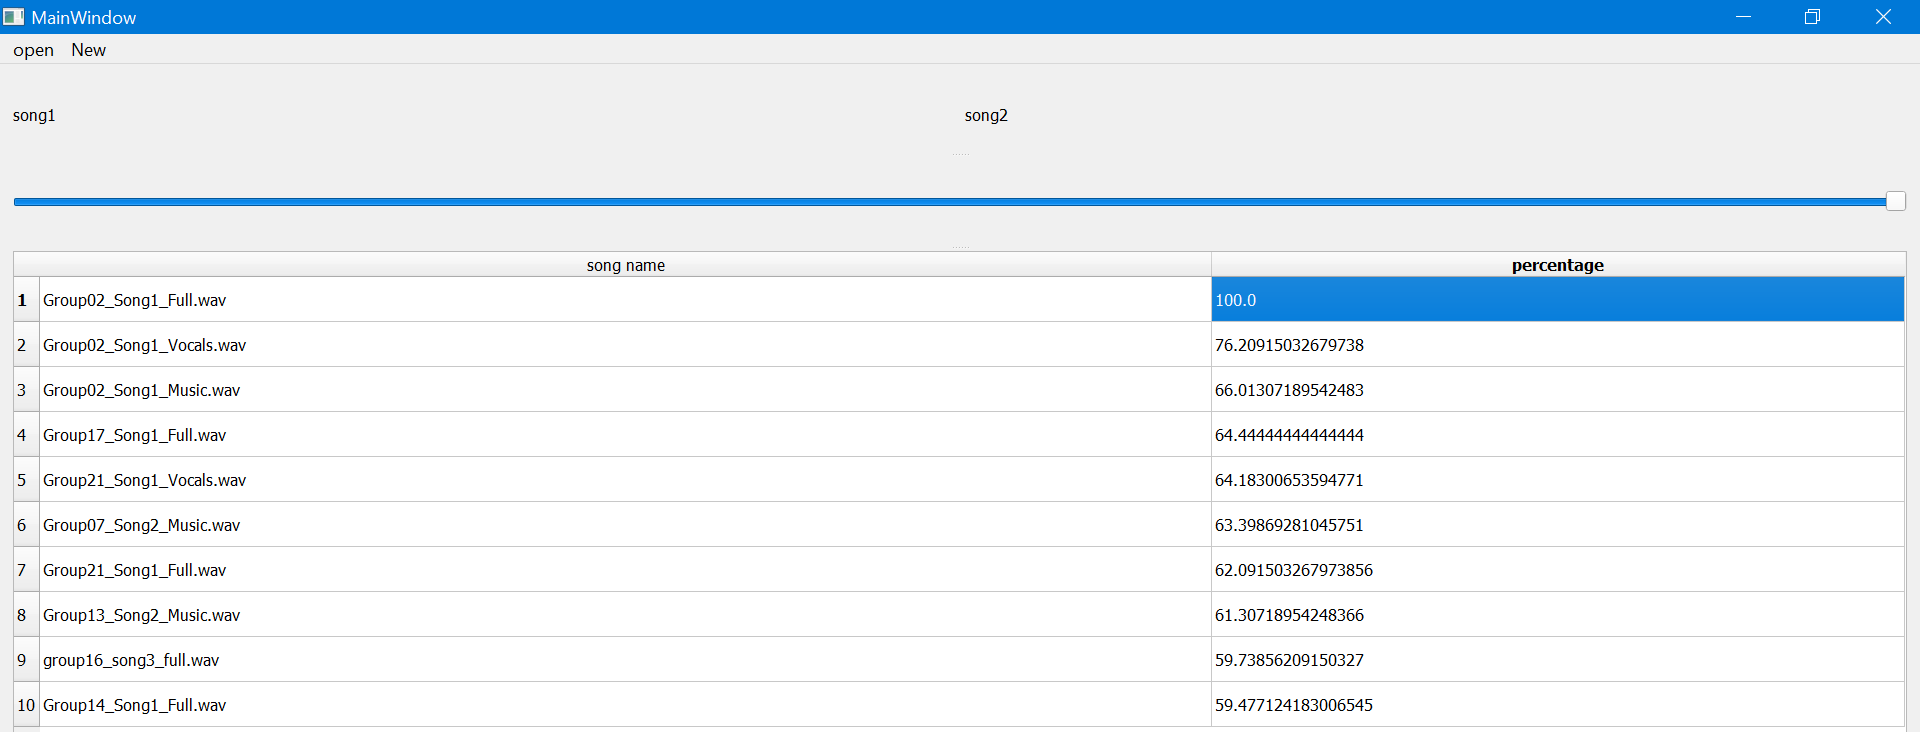 MainWindow
open New
song1 song2
song name percentage
1 Group02_Song1_Full.wav 100.0
2 Group02_Song1_Vocals.wav 76.20915032679738
3 Group02_Song1_Music.wav 66.01307189542483
4 Group17_Song1_Full.wav 64.44444444444444
5 Group21_Song1_Vocals.wav 64.18300653594771
6 Group07_Song2_Music.wav 63.39869281045751
7 Group21_Song1_Full.wav 62.091503267973856
8 Group13_Song2_Music.wav 61.30718954248366
9 group16_song3_full.wav 59.73856209150327
10 Group14_Song1_Full.wav 59.477124183006545